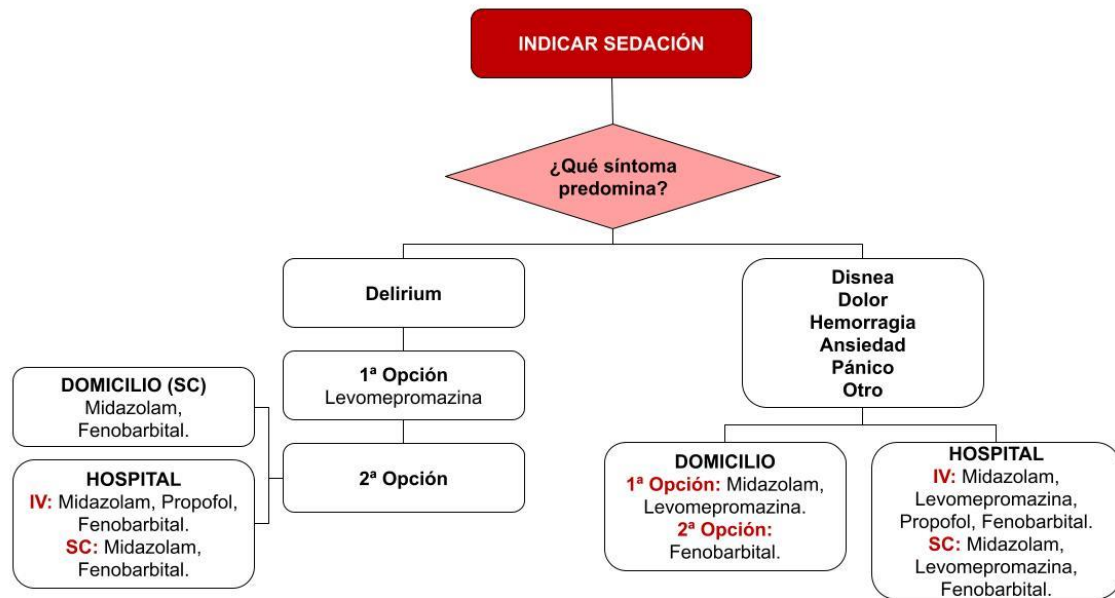 INDICAR SEDACIÓN
¿Qué síntoma
predomina?
Delirium
1ª Opción
Levomepromazina
2ª Opción
DOMICILIO (SC)
Midazolam,
Fenobarbital.
HOSPITAL
IV: Midazolam, Propofol,
Fenobarbital.
SC: Midazolam,
Fenobarbital.
Disnea
Dolor
Hemorragia
Ansiedad
Pánico
Otro
DOMICILIO
1ª Opción: Midazolam,
Levomepromazina.
2ª Opción:
Fenobarbital.
HOSPITAL
IV: Midazolam,
Levomepromazina,
Propofol, Fenobarbital.
SC: Midazolam,
Levomepromazina,
Fenobarbital.